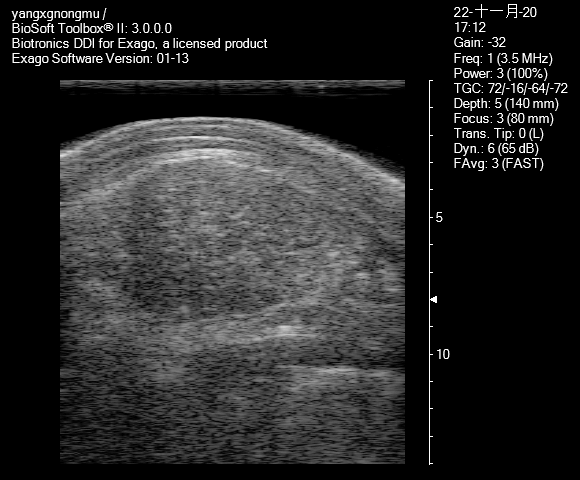 yangxgnongmu /
BioSoft Toolbox® II: 3.0.0.0
Biotronics DDI for Exago, a licensed product
Exago Software Version: 01-13
22-十一月-20
17:12
Gain: -32
Freq: 1 (3.5 MHz)
Power: 3 (100%)
TGC: 72/-16/-64/-72
Depth: 5 (140 mm)
Focus: 3 (80 mm)
Trans. Tip: 0 (L)
Dyn.: 6 (65 dB)
FAvg: 3 (FAST)
5
10